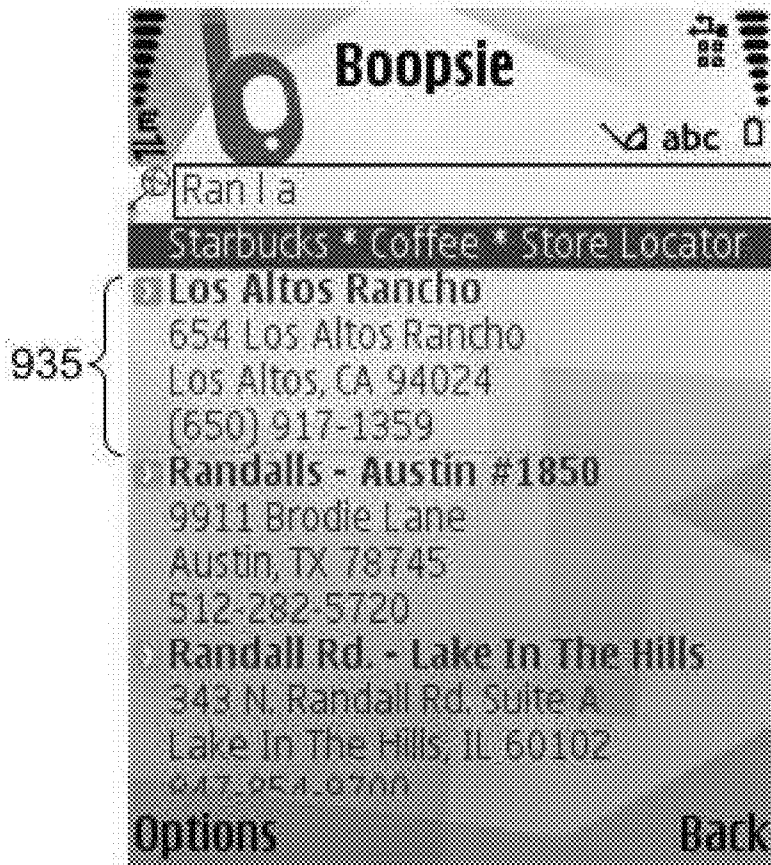 Boopsie
abc
Ran l a
Starbucks * Coffee * Store Locator
Los Altos Rancho
654 Los Altos Rancho
Los Altos, CA 94024
(650) 917-1359
935
Randalls - Austin #1850
9911 Brodie Lane
Austin, TX 78745
512-282-5720
Randall Rd. - Lake In The Hills
343 N. Randall Rd. Suite A
Lake In The Hills, IL 60102
Options
Back